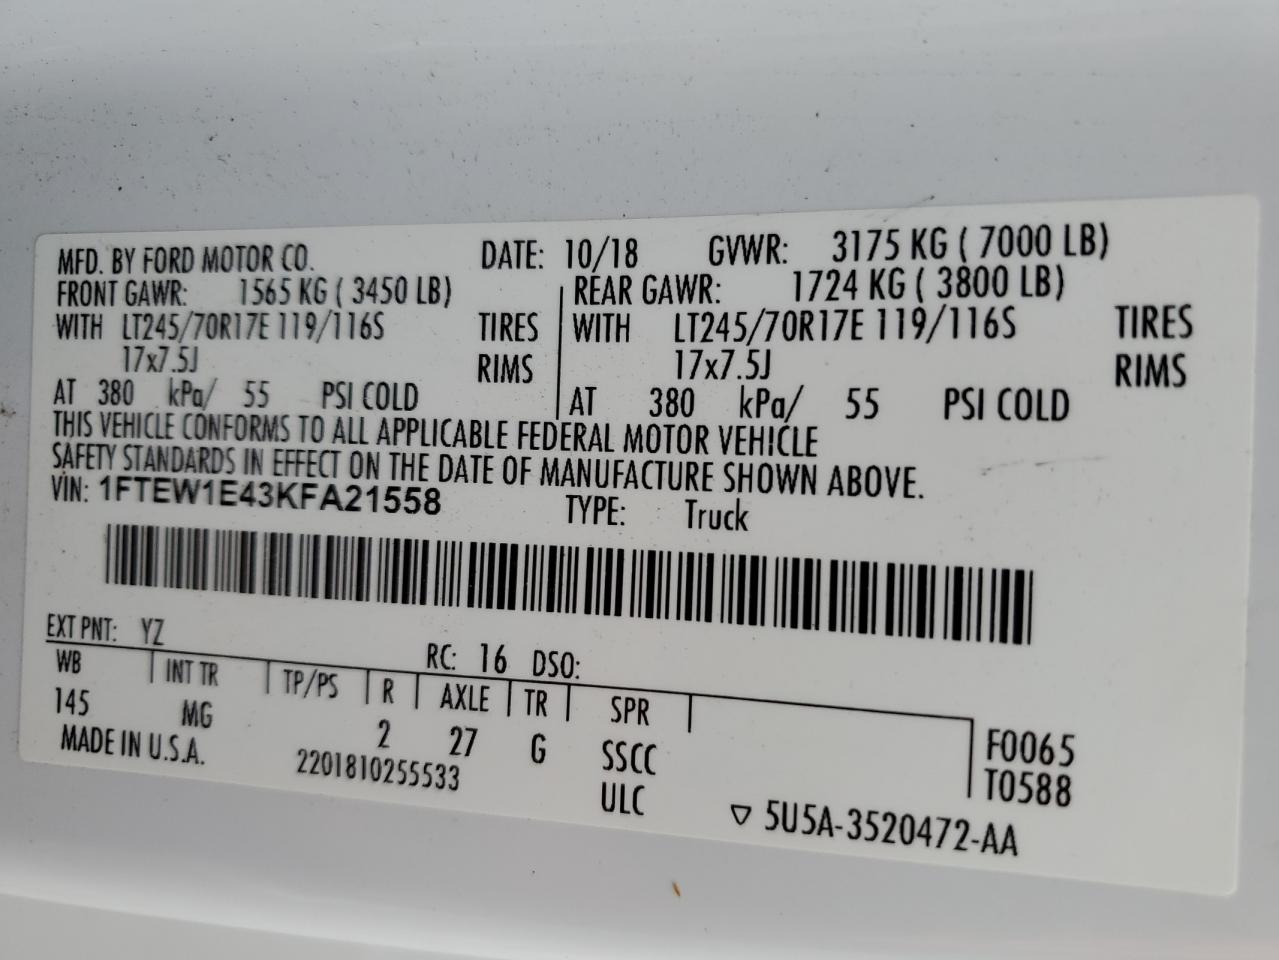 MFD. BY FORD MOTOR CO. DATE: 10/18 GVWR: 3175 KG ( 7000 LB)
FRONT GAWR: 1565 KG ( 3450 LB) REAR GAWR: 1724 KG ( 3800 LB)
WITH LT245/70R17E 119/116S TIRES WITH LT245/70R17E 119/116S TIRES
17x7.5J RIMS 17x7.5J RIMS
AT 380 kPa/ 55 PSI COLD AT 380 kPa/ 55 PSI COLD
THIS VEHICLE CONFORMS TO ALL APPLICABLE FEDERAL MOTOR VEHICLE
SAFETY STANDARDS IN EFFECT ON THE DATE OF MANUFACTURE SHOWN ABOVE.
VIN: 1FTEW1E43KFA21558 TYPE: Truck
EXT PNT: YZ RC: 16 DSO:
WB INT TR TP/PS R AXLE TR SPR
145 MG 2 27 G SSCC F0065
ULC T0588
MADE IN U.S.A. 2201810255533 ▽ 5U5A-3520472-AA